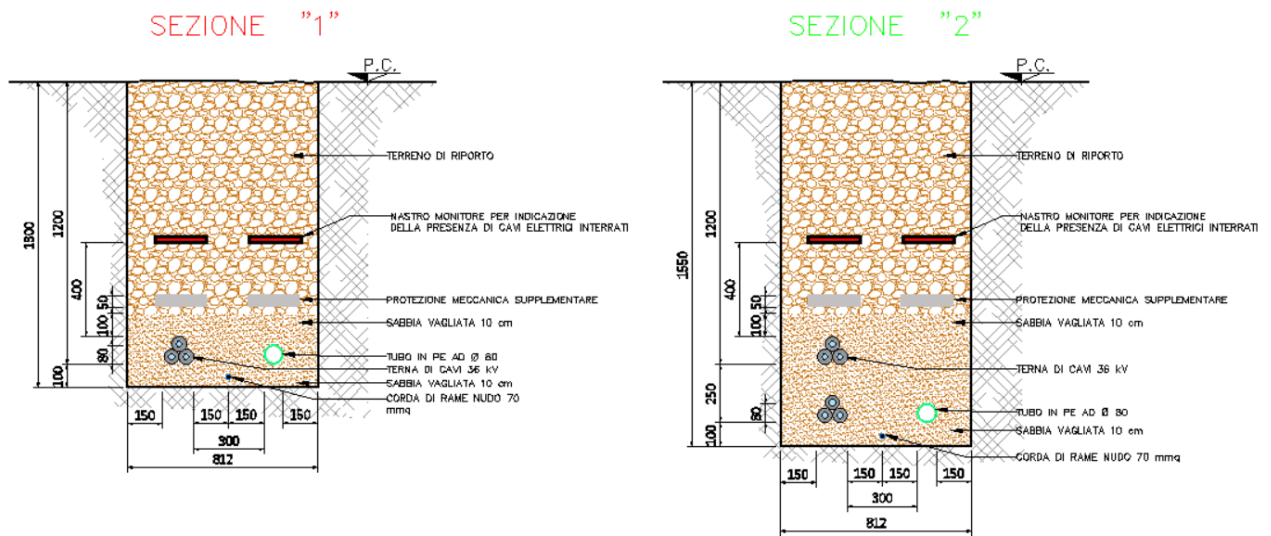 SEZIONE "1"
P.C.
TERRENO DI RIPORTO
NASTRO MONITORE PER INDICAZIONE
DELLA PRESENZA DI CAVI ELETTRICI INTERRATI
PROTEZIONE MECCANICA SUPPLEMENTARE
SABBIA VAGLIATA 10 cm
TUBO IN PE AD Ø 80
TERNA DI CAVI 36 kV
SABBIA VAGLIATA 10 cm
CORDA DI RAME NUDO 70
mmq
1300
1200
400
50
100
80
100
150
150
150
150
300
812
SEZIONE "2"
P.C.
TERRENO DI RIPORTO
NASTRO MONITORE PER INDICAZIONE
DELLA PRESENZA DI CAVI ELETTRICI INTERRATI
PROTEZIONE MECCANICA SUPPLEMENTARE
SABBIA VAGLIATA 10 cm
TERNA DI CAVI 36 kV
TUBO IN PE AD Ø 80
SABBIA VAGLIATA 10 cm
CORDA DI RAME NUDO 70 mmq
1550
1200
400
50
100
250
80
100
150
150
150
150
300
812